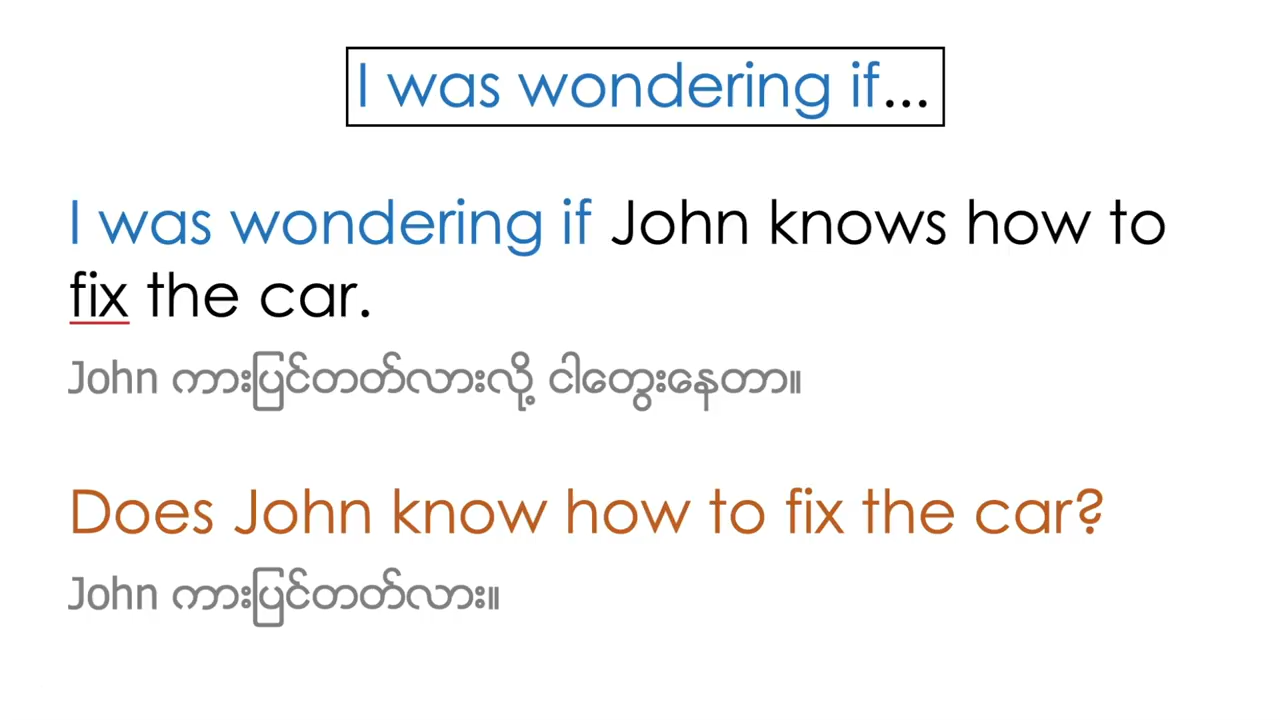 I was wondering if...
I was wondering if John knows how to
fix the car.
John ကားပြင်တတ်လားလို့ ငါတွေးနေတာ။
Does John know how to fix the car?
John ကားပြင်တတ်လား။